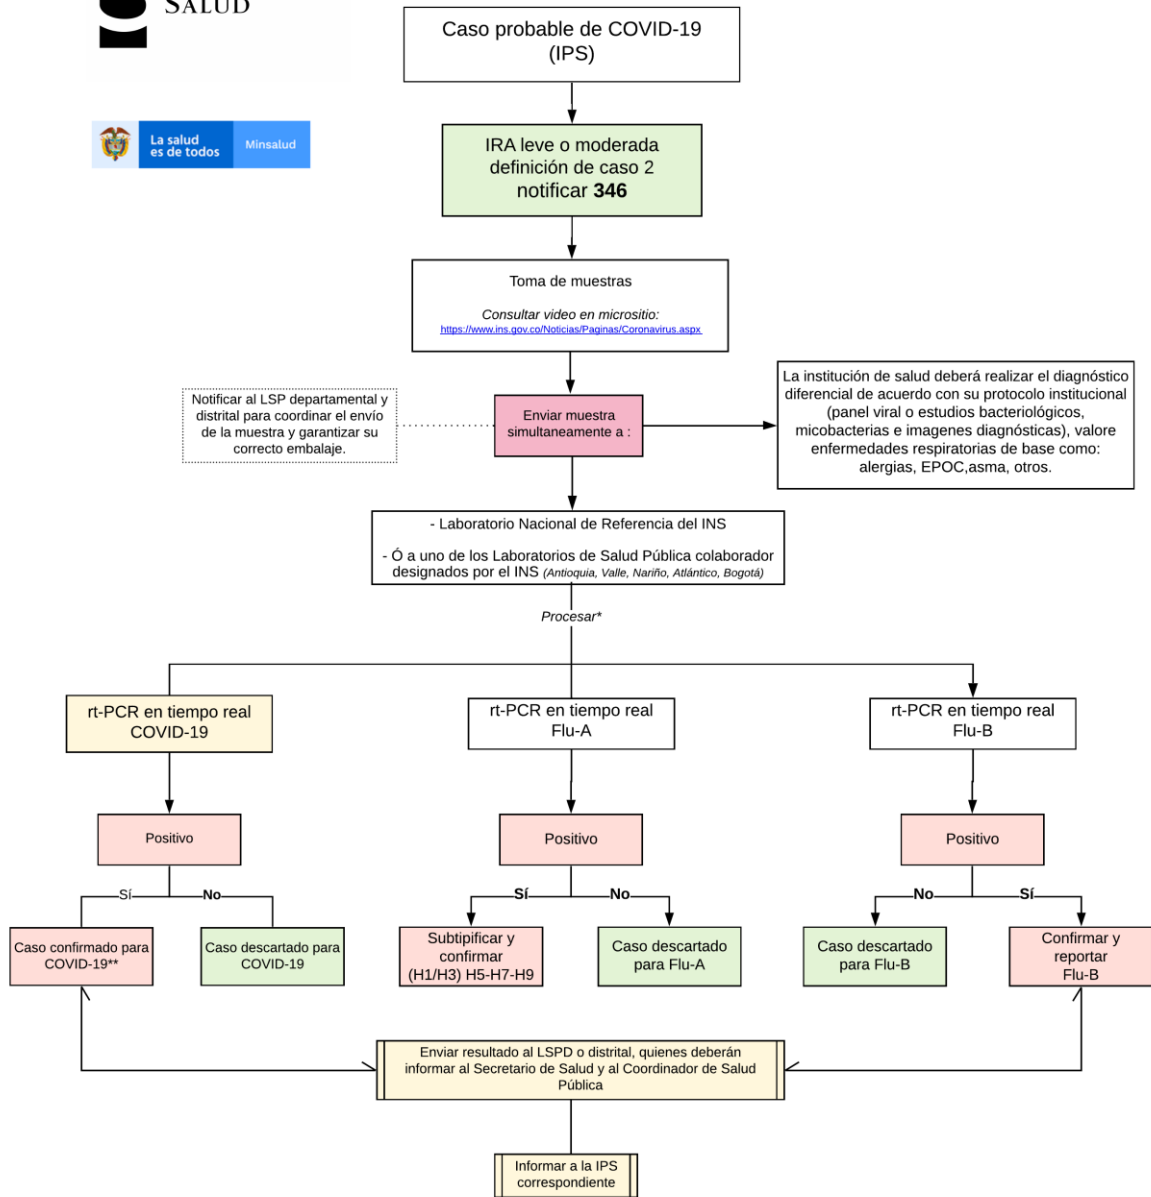 SALUD
Caso probable de COVID-19
(IPS)
La salud
es de todos
Minsalud
IRA leve o moderada
definición de caso 2
notificar 346
Toma de muestras
Consultar video en micrositio:
https://www.ins.gov.co/Noticias/Paginas/Coronavirus.aspx
Notificar al LSP departamental y
distrital para coordinar el envío
de la muestra y garantizar su
correcto embalaje.
Enviar muestra
simultaneamente a :
La institución de salud deberá realizar el diagnóstico
diferencial de acuerdo con su protocolo institucional
(panel viral o estudios bacteriológicos,
micobacterias e imagenes diagnósticas), valore
enfermedades respiratorias de base como:
alergias, EPOC,asma, otros.
- Laboratorio Nacional de Referencia del INS
- Ó a uno de los Laboratorios de Salud Pública colaborador
designados por el INS (Antioquia, Valle, Nariño, Atlántico, Bogotá)
Procesar*
rt-PCR en tiempo real
COVID-19
rt-PCR en tiempo real
Flu-A
rt-PCR en tiempo real
Flu-B
Positivo
Positivo
Positivo
Sí
No
Sí
No
No
Sí
Caso confirmado para
COVID-19**
Caso descartado para
COVID-19
Subtipificar y
confirmar
(H1/H3) H5-H7-H9
Caso descartado
para Flu-A
Caso descartado
para Flu-B
Confirmar y
reportar
Flu-B
Enviar resultado al LSPD o distrital, quienes deberán
informar al Secretario de Salud y al Coordinador de Salud
Pública
Informar a la IPS
correspondiente